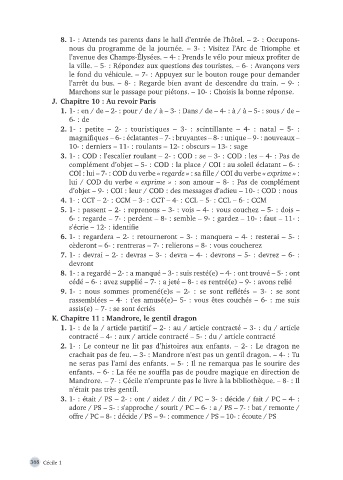 8. 1- : Attends tes parents dans le hall d'entrée de l'hôtel. – 2- : Occupons-
nous du programme de la journée. – 3- : Visitez l'Arc de Triomphe et
l'avenue des Champs-Élysées. – 4- : Prends le vélo pour mieux profiter de
la ville. – 5- : Répondez aux questions des touristes. – 6- : Avançons vers
le fond du véhicule. – 7- : Appuyez sur le bouton rouge pour demander
l'arrêt du bus. – 8- : Regarde bien avant de descendre du train. – 9- :
Marchons sur le passage pour piétons. – 10- : Choisis la bonne réponse.
J. Chapitre 10 : Au revoir Paris
1. 1- : en / de – 2- : pour / de / à – 3- : Dans / de – 4- : à / à – 5- : sous / de –
6- : de
2. 1- : petite – 2- : touristiques – 3- : scintillante – 4- : natal – 5- :
magnifiques – 6- : éclatantes – 7- : bruyantes – 8- : unique – 9- : nouveaux –
10- : derniers – 11- : roulants – 12- : obscurs – 13- : sage
3. 1- : COD : l'escalier roulant – 2- : COD : se – 3- : COD : les – 4- : Pas de
complément d'objet – 5- : COD : la place / COI : au soleil éclatant – 6- :
COI : lui – 7- : COD du verbe « regarde » : sa fille / COI du verbe « exprime » :
lui / COD du verbe « exprime » : son amour – 8- : Pas de complément
d'objet – 9- : COI : leur / COD : des messages d'adieu – 10- : COD : nous
4. 1- : CCT – 2- : CCM – 3- : CCT – 4- : CCL – 5- : CCL – 6- : CCM
5. 1- : passent – 2- : reprenons – 3- : vois – 4- : vous couchez – 5- : dois –
6- : regarde – 7- : perdent – 8- : semble – 9- : gardez – 10- : faut – 11- :
s'écrie – 12- : identifie
6. 1- : regardera – 2- : retourneront – 3- : manquera – 4- : resterai – 5- :
cèderont – 6- : rentreras – 7- : relierons – 8- : vous coucherez
7. 1- : devrai – 2- : devras – 3- : devra – 4- : devrons – 5- : devrez – 6- :
devront
8. 1- : a regardé – 2- : a manqué – 3- : suis resté(e) – 4- : ont trouvé – 5- : ont
cédé – 6- : avez supplié – 7- : a jeté – 8- : es rentré(e) – 9- : avons relié
9. 1- : nous sommes promené(e)s – 2- : se sont reflétés – 3- : se sont
rassemblées – 4- : t'es amusé(e)– 5- : vous êtes couchés – 6- : me suis
assis(e) – 7- : se sont écriés
K. Chapitre 11 : Mandrore, le gentil dragon
1. 1- : de la / article partitif – 2- : au / article contracté – 3- : du / article
contracté – 4- : aux / article contracté – 5- : du / article contracté
2. 1- : Le conteur ne lit pas d'histoires aux enfants. – 2- : Le dragon ne
crachait pas de feu. – 3- : Mandrore n'est pas un gentil dragon. – 4- : Tu
ne seras pas l'ami des enfants. – 5- : Il ne remarqua pas le sourire des
enfants. – 6- : La fée ne souffla pas de poudre magique en direction de
Mandrore. – 7- : Cécile n'emprunte pas le livre à la bibliothèque. – 8- : Il
n'était pas très gentil.
3. 1- : était / PS – 2- : ont / aidez / dit / PC – 3- : décide / fait / PC – 4- :
adore / PS – 5- : s'approche / sourit / PC – 6- : a / PS – 7- : bat / remonte /
offre / PC – 8- : décide / PS – 9- : commence / PS – 10- : écoute / PS
388 Cécile 1